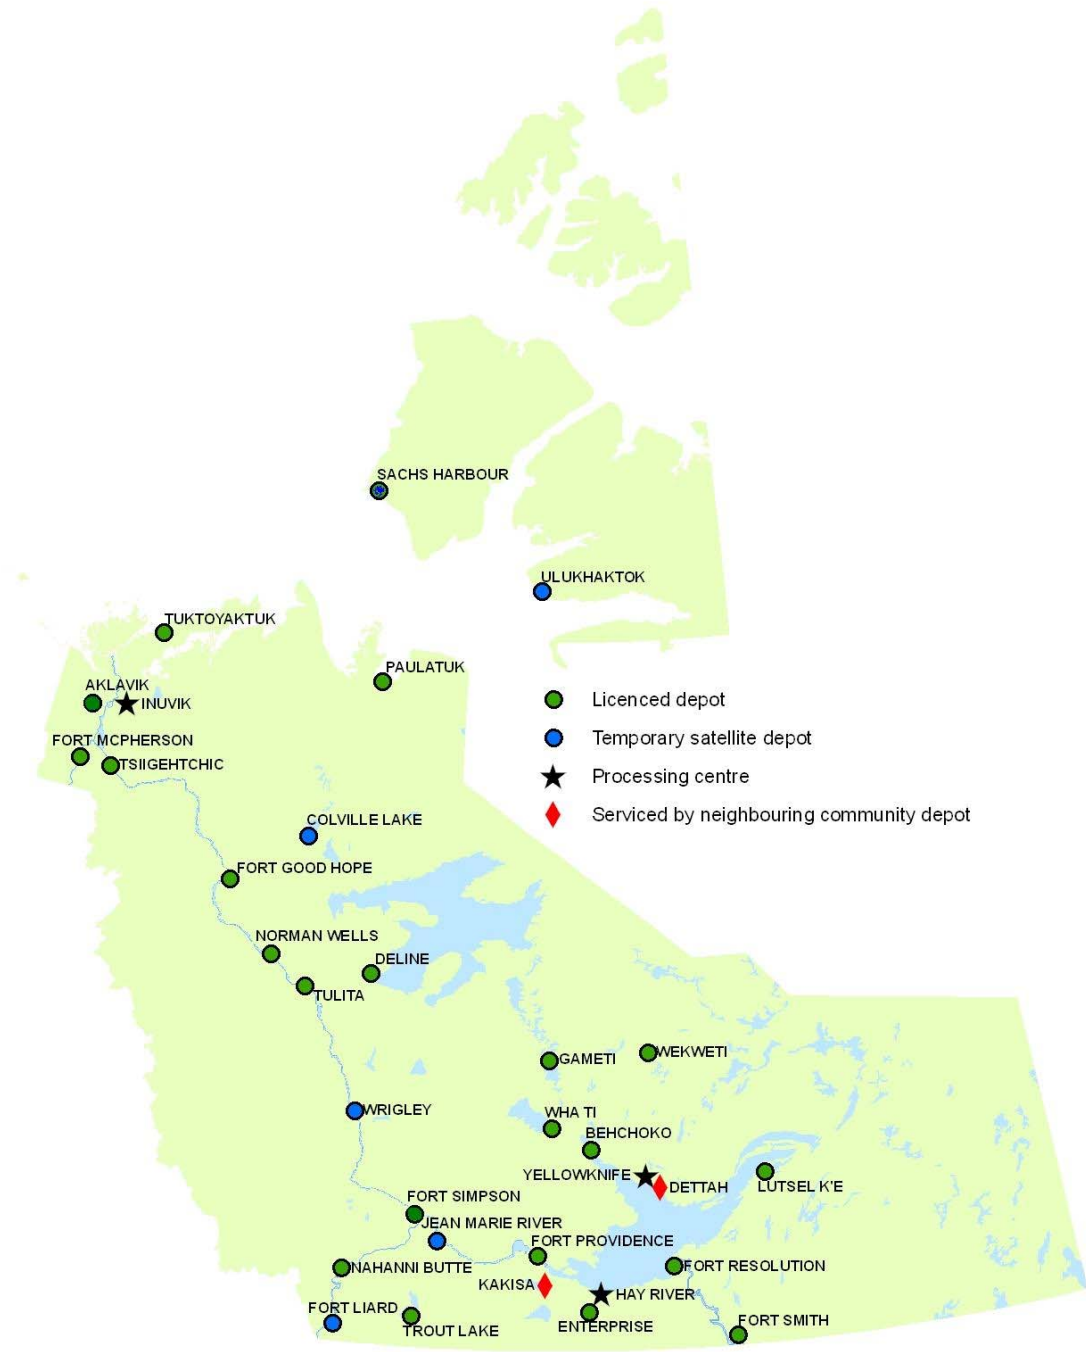 SACHS HARBOUR
ULUKHAKTOK
TUKTOYAKTUK
PAULATUK
AKLAVIK
INUVIK
Licenced depot
FORT MCPHERSON
Temporary satellite depot
TSIIGEHTCHIC
Processing centre
Serviced by neighbouring community depot
COLVILLE LAKE
FORT GOOD HOPE
NORMAN WELLS
DELINE
TULITA
WEKWETI
GAMETI
WRIGLEY
WHA TI
BEHCHOKO
YELLOWKNIFE
DETTAH
LUTSEL K'E
FORT SIMPSON
JEAN MARIE RIVER
FORT PROVIDENCE
NAHANNI BUTTE
FORT RESOLUTION
KAKISA
HAY RIVER
FORT LIARD
FORT SMITH
ENTERPRISE
TROUT LAKE